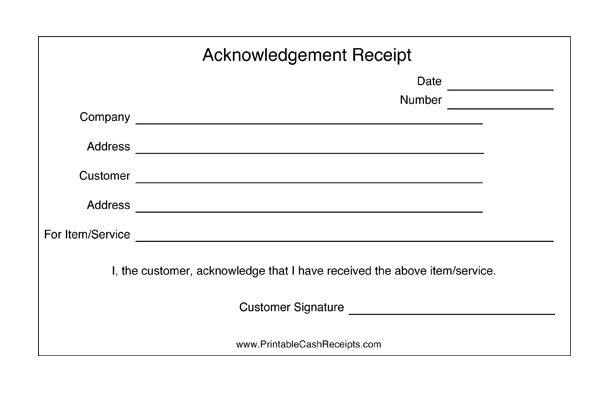 Acknowledgement Receipt
Date
Number
Company
Address
Customer
Address
For Item/Service
I, the customer, acknowledge that I have received the above item/service.
Customer Signature
www.PrintableCashReceipts.com